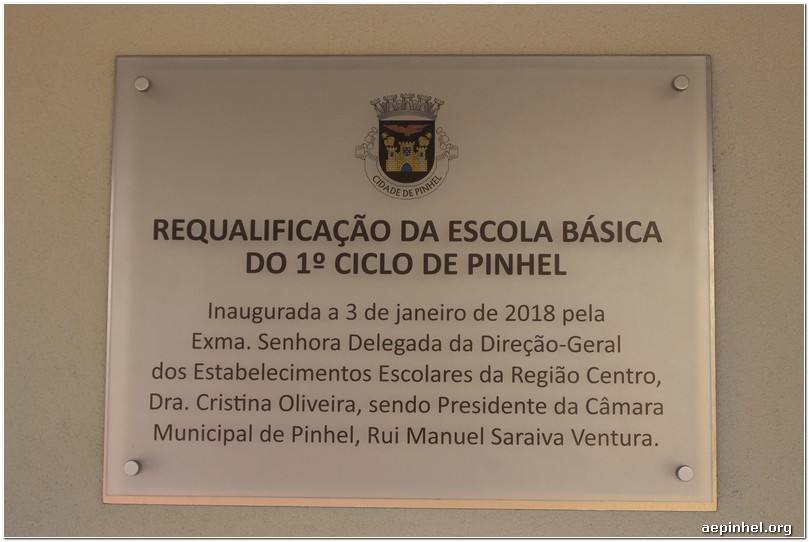 CIDADE DE PINHEL
REQUALIFICAÇÃO DA ESCOLA BÁSICA
DO 1º CICLO DE PINHEL
Inaugurada a 3 de janeiro de 2018 pela
Exma. Senhora Delegada da Direção-Geral
dos Estabelecimentos Escolares da Região Centro,
Dra. Cristina Oliveira, sendo Presidente da Câmara
Municipal de Pinhel, Rui Manuel Saraiva Ventura.
aepinhel.org